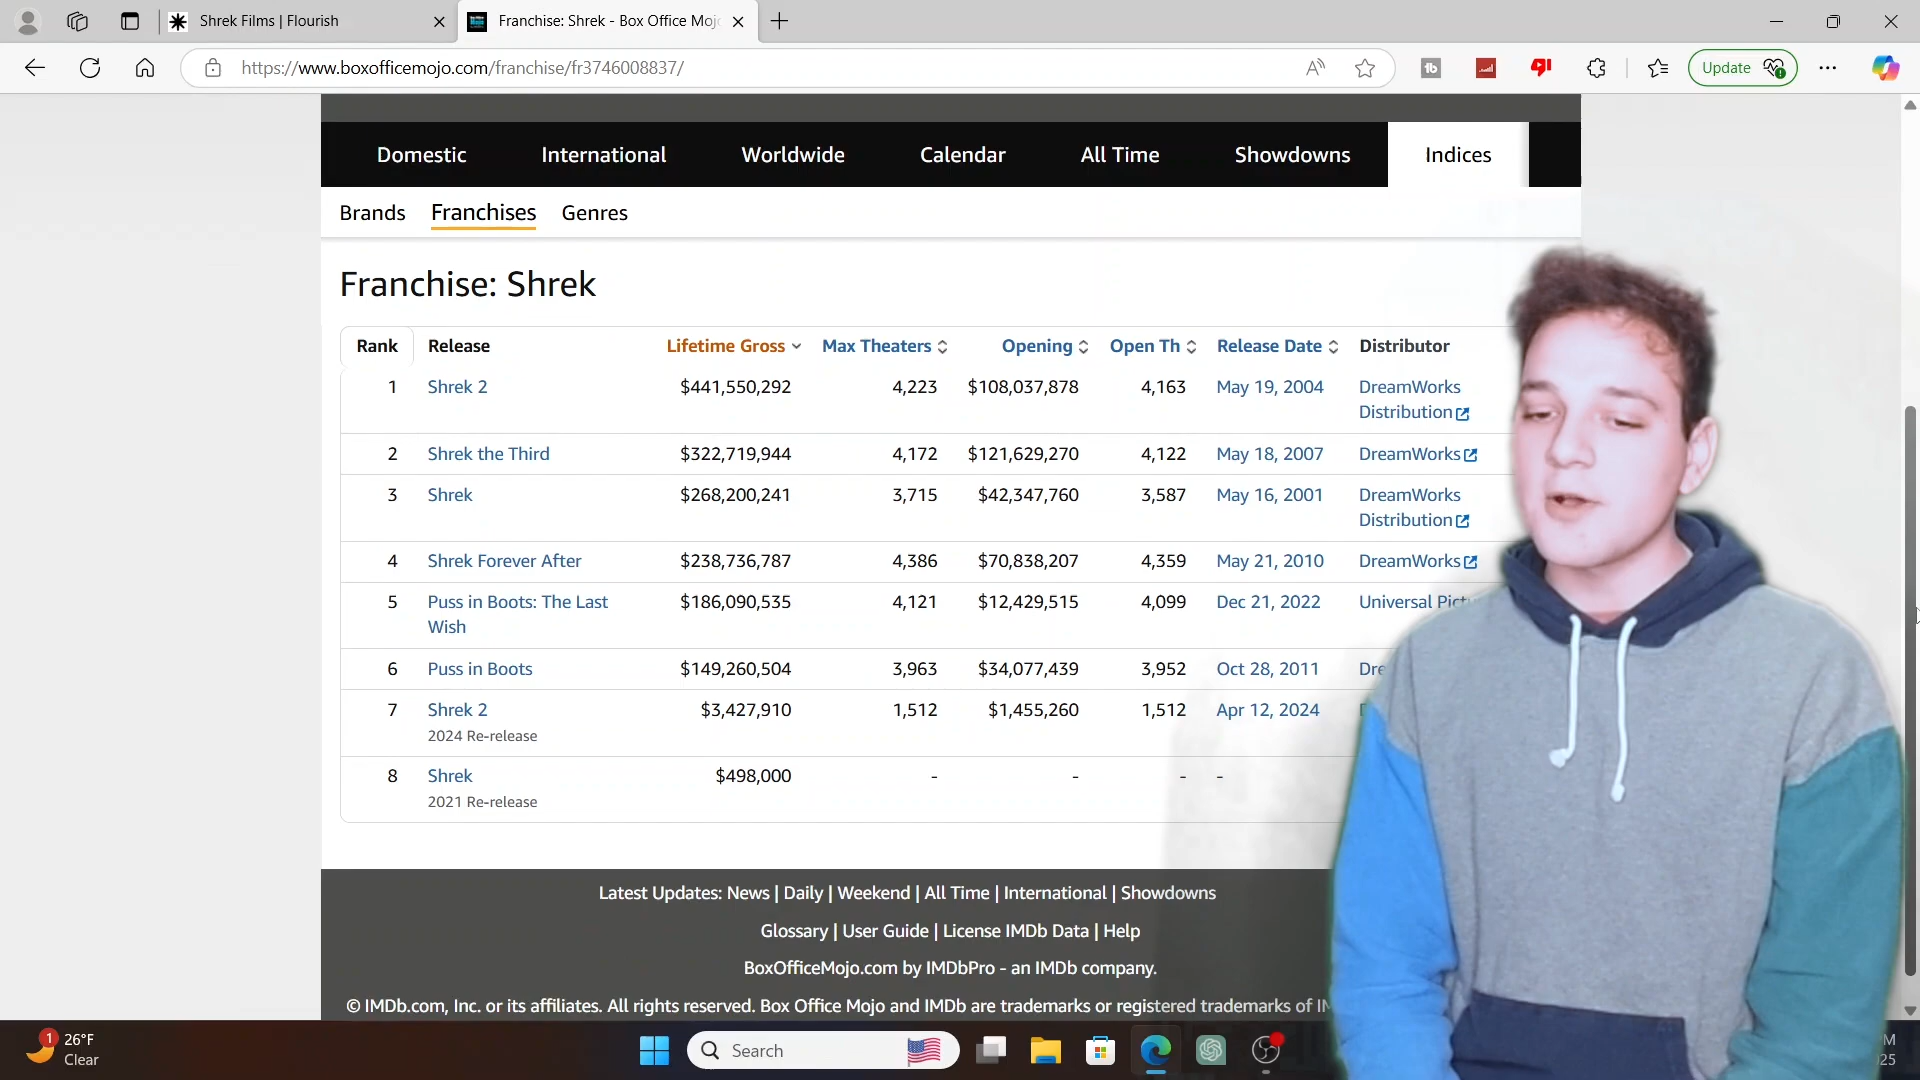 Shrek Films | Flourish
Franchise: Shrek - Box Office Moj
https://www.boxofficemojo.com/franchise/fr3746008837/
Update
Domestic International Worldwide Calendar All Time Showdowns Indices
Brands Franchises Genres
Franchise: Shrek
Rank Release Lifetime Gross Max Theaters Opening Open Th Release Date Distributor
1 Shrek 2 $441,550,292 4,223 $108,037,878 4,163 May 19, 2004 DreamWorks
Distribution
2 Shrek the Third $322,719,944 4,172 $121,629,270 4,122 May 18, 2007 DreamWorks
3 Shrek $268,200,241 3,715 $42,347,760 3,587 May 16, 2001 DreamWorks
Distribution
4 Shrek Forever After $238,736,787 4,386 $70,838,207 4,359 May 21, 2010 DreamWorks
5 Puss in Boots: The Last $186,090,535 4,121 $12,429,515 4,099 Dec 21, 2022 Universal Pict
Wish
6 Puss in Boots $149,260,504 3,963 $34,077,439 3,952 Oct 28, 2011 Dre
7 Shrek 2 $3,427,910 1,512 $1,455,260 1,512 Apr 12, 2024
2024 Re-release
8 Shrek $498,000 - - - -
2021 Re-release
Latest Updates: News | Daily | Weekend | All Time | International | Showdowns
Glossary | User Guide | License IMDb Data | Help
BoxOfficeMojo.com by IMDbPro - an IMDb company.
© IMDb.com, Inc. or its affiliates. All rights reserved. Box Office Mojo and IMDb are trademarks or registered trademarks of IM
1 26°F
Clear
Search
M
25